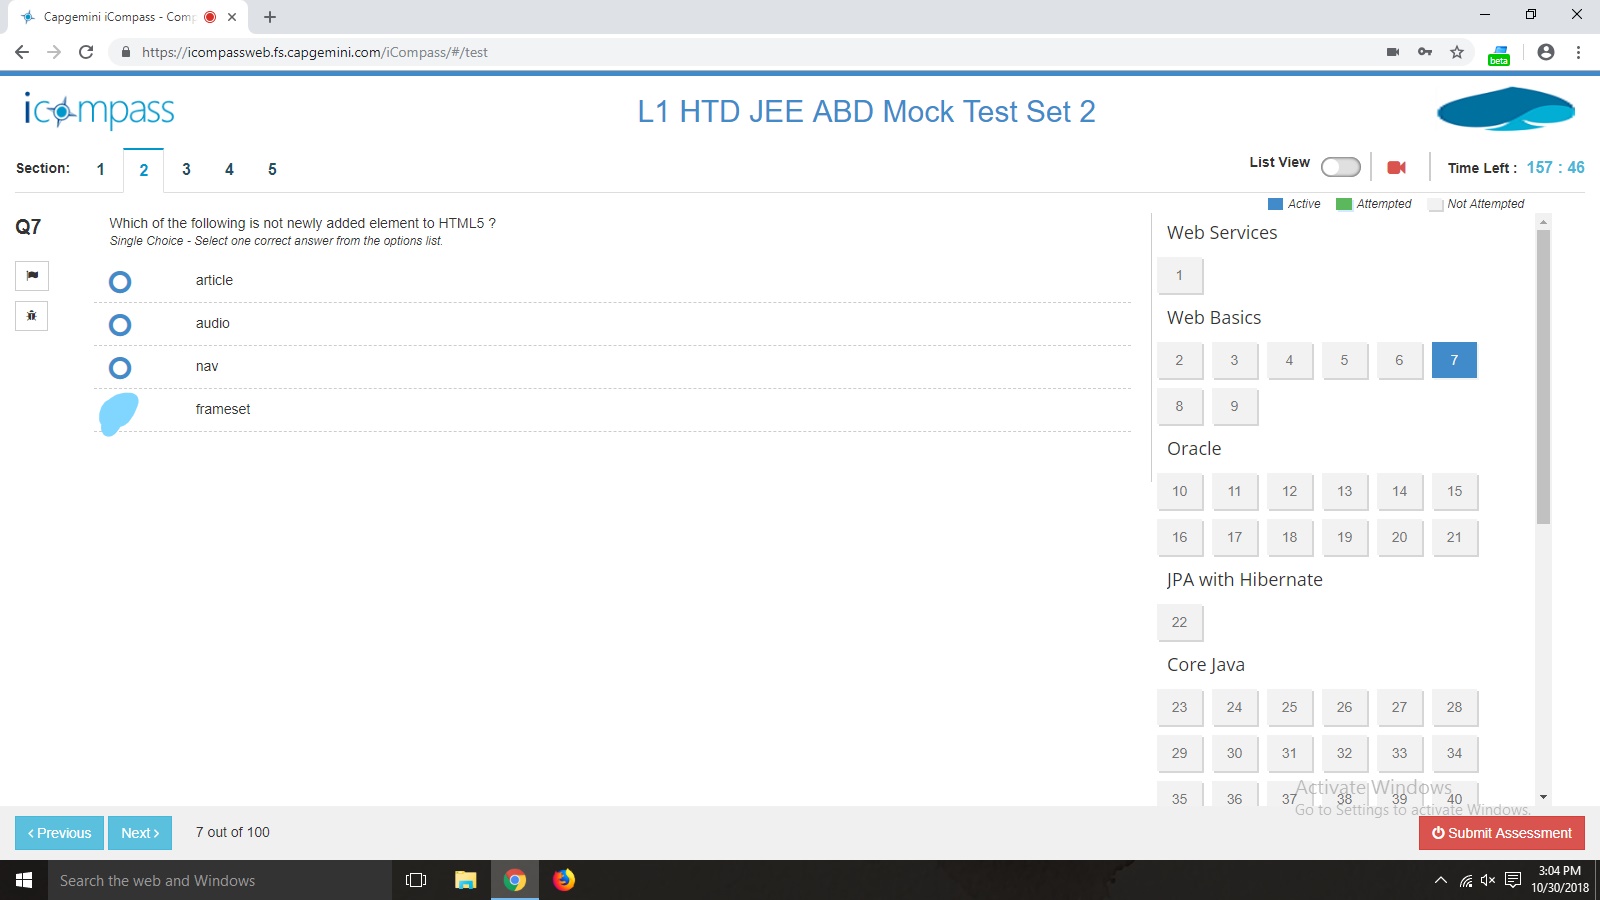 Capgemini iCompass - Comp
https://icompassweb.fs.capgemini.com/iCompass/#/test
beta
icompass
L1 HTD JEE ABD Mock Test Set 2
Section: 1 2 3 4 5
List View
Time Left : 157 : 46
Active Attempted Not Attempted
Q7
Which of the following is not newly added element to HTML5 ?
Single Choice - Select one correct answer from the options list.
article
audio
nav
frameset
Web Services
1
Web Basics
2 3 4 5 6 7
8 9
Oracle
10 11 12 13 14 15
16 17 18 19 20 21
JPA with Hibernate
22
Core Java
23 24 25 26 27 28
29 30 31 32 33 34
35 36 37 38 39 40
Activate Windows
Go to Settings to activate Windows.
‹ Previous Next › 7 out of 100
Submit Assessment
Search the web and Windows
3:04 PM
10/30/2018